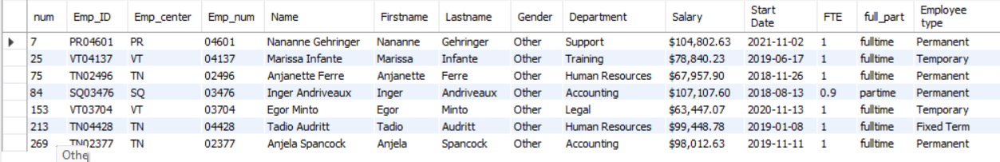 num Emp_ID Emp_center Emp_num Name Firstname Lastname Gender Department Salary Start Date FTE full_part Employee type
7 PR04601 PR 04601 Nananne Gehringer Nananne Gehringer Other Support $104,802.63 2021-11-02 1 fulltime Permanent
25 VT04137 VT 04137 Marissa Infante Marissa Infante Other Training $78,840.23 2019-06-17 1 fulltime Temporary
75 TN02496 TN 02496 Anjanette Ferre Anjanette Ferre Other Human Resources $67,957.90 2018-11-26 1 fulltime Permanent
84 SQ03476 SQ 03476 Inger Andriveaux Inger Andriveaux Other Accounting $107,107.60 2018-08-13 0.9 partime Permanent
153 VT03704 VT 03704 Egor Minto Egor Minto Other Legal $63,447.07 2020-11-13 1 fulltime Temporary
213 TN04428 TN 04428 Tadio Audritt Tadio Audritt Other Human Resources $99,448.78 2019-01-08 1 fulltime Fixed Term
269 TN02377 TN 02377 Anjela Spancock Anjela Spancock Other Accounting $98,012.63 2019-11-11 1 fulltime Permanent
Othe